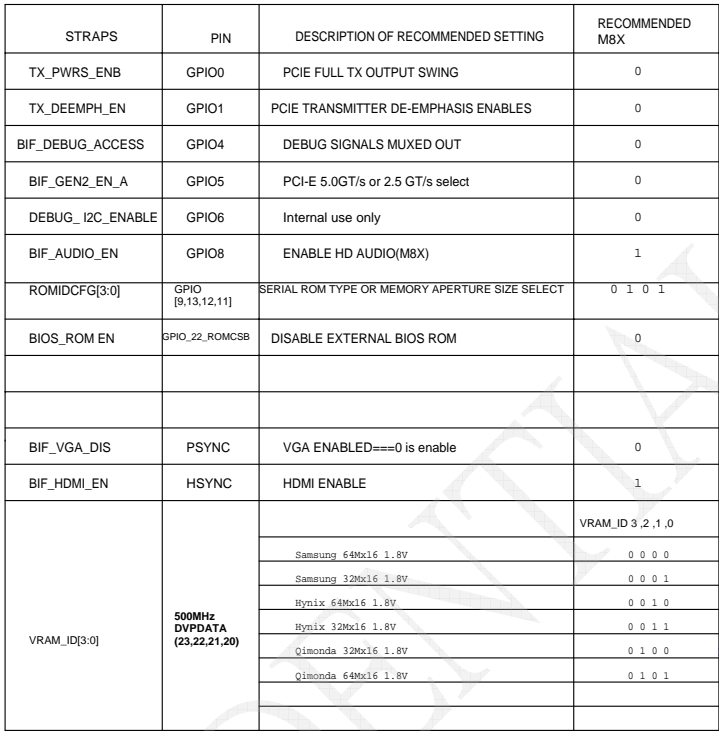 STRAPS PIN DESCRIPTION OF RECOMMENDED SETTING RECOMMENDED M8X
TX_PWRS_ENB GPIO0 PCIE FULL TX OUTPUT SWING 0
TX_DEEMPH_EN GPIO1 PCIE TRANSMITTER DE-EMPHASIS ENABLES 0
BIF_DEBUG_ACCESS GPIO4 DEBUG SIGNALS MUXED OUT 0
BIF_GEN2_EN_A GPIO5 PCI-E 5.0GT/s or 2.5 GT/s select 0
DEBUG_ I2C_ENABLE GPIO6 Internal use only 0
BIF_AUDIO_EN GPIO8 ENABLE HD AUDIO(M8X) 1
ROMIDCFG[3:0] GPIO [9,13,12,11] SERIAL ROM TYPE OR MEMORY APERTURE SIZE SELECT 0 1 0 1
BIOS_ROM EN GPIO_22_ROMCSB DISABLE EXTERNAL BIOS ROM 0
BIF_VGA_DIS PSYNC VGA ENABLED===0 is enable 0
BIF_HDMI_EN HSYNC HDMI ENABLE 1
VRAM_ID 3 ,2 ,1 ,0
Samsung 64Mx16 1.8V 0 0 0 0
Samsung 32Mx16 1.8V 0 0 0 1
Hynix 64Mx16 1.8V 0 0 1 0
VRAM_ID[3:0] 500MHz DVPDATA (23,22,21,20) Hynix 32Mx16 1.8V 0 0 1 1
Qimonda 32Mx16 1.8V 0 1 0 0
Qimonda 64Mx16 1.8V 0 1 0 1
DENTIAL